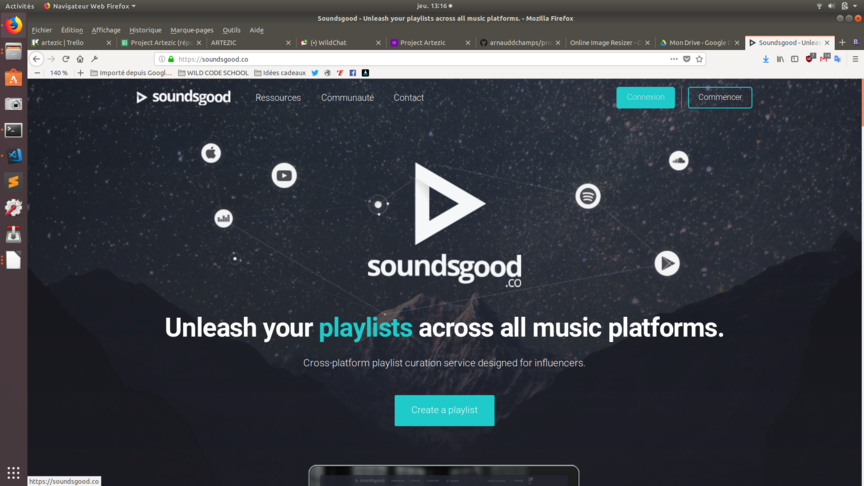 Activités
Navigateur Web Firefox
jeu. 13:16
Soundsgood - Unleash your playlists across all music platforms. - Mozilla Firefox
Fichier Édition Affichage Historique Marque-pages Outils Aide
artezic | Trello
Project Artezic (répo
ARTEZIC
(+) WildChat
Project Artezic
arnauddchamps/pro
Online Image Resizer - C
Mon Drive - Google D
Soundsgood - Unleas
https://soundsgood.co
140 %
Importé depuis Googl…
WILD CODE SCHOOL
Idées cadeaux
soundsgood
Ressources
Communauté
Contact
Connexion
Commencer
soundsgood
.co
Unleash your playlists across all music platforms.
Cross-platform playlist curation service designed for influencers.
Create a playlist
https://soundsgood.co